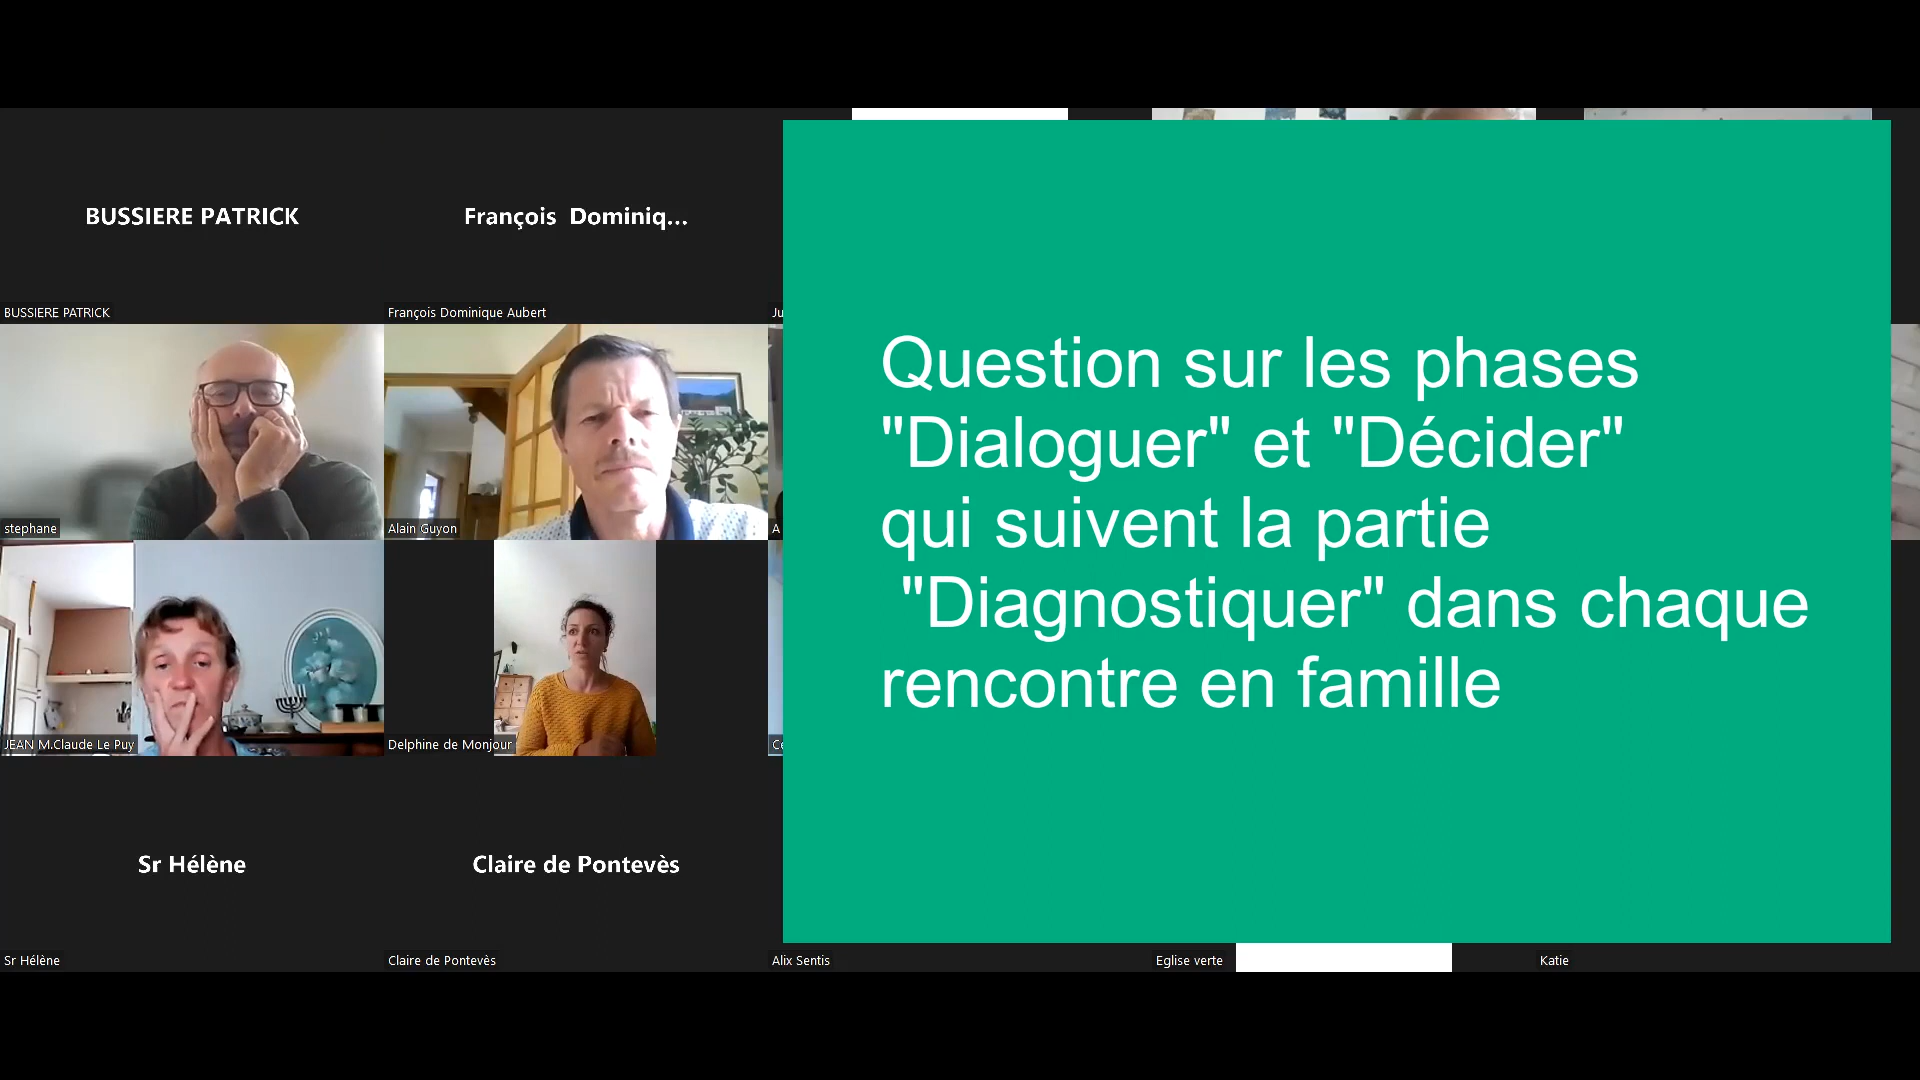 BUSSIERE PATRICK
François Dominiq...
BUSSIERE PATRICK
François Dominique Aubert
Ju
stephane
Alain Guyon
A
JEAN M.Claude Le Puy
Delphine de Monjour
Ce
Sr Hélène
Claire de Pontevès
Sr Hélène
Claire de Pontevès
Alix Sentis
Eglise verte
Katie
Question sur les phases
"Dialoguer" et "Décider"
qui suivent la partie
"Diagnostiquer" dans chaque
rencontre en famille